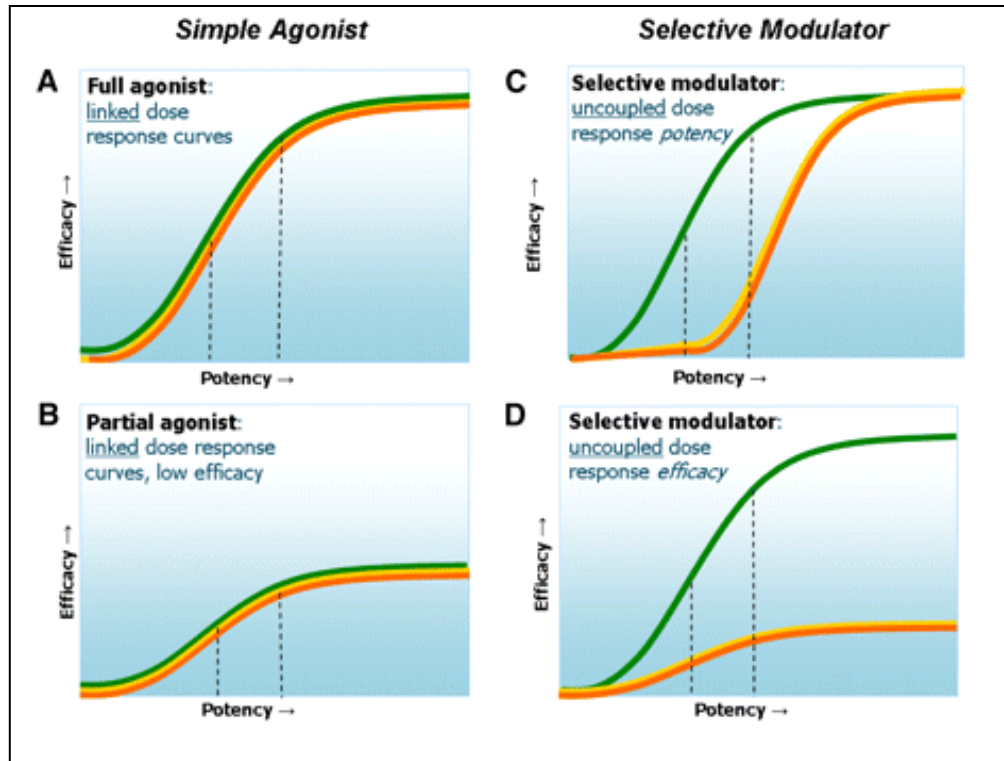 Simple Agonist
Selective Modulator
A
Full agonist:
linked dose
response curves
Efficacy →
Potency →
C
Selective modulator:
uncoupled dose
response potency
Efficacy →
Potency →
B
Partial agonist:
linked dose response
curves, low efficacy
Efficacy →
Potency →
D
Selective modulator:
uncoupled dose
response efficacy
Efficacy →
Potency →